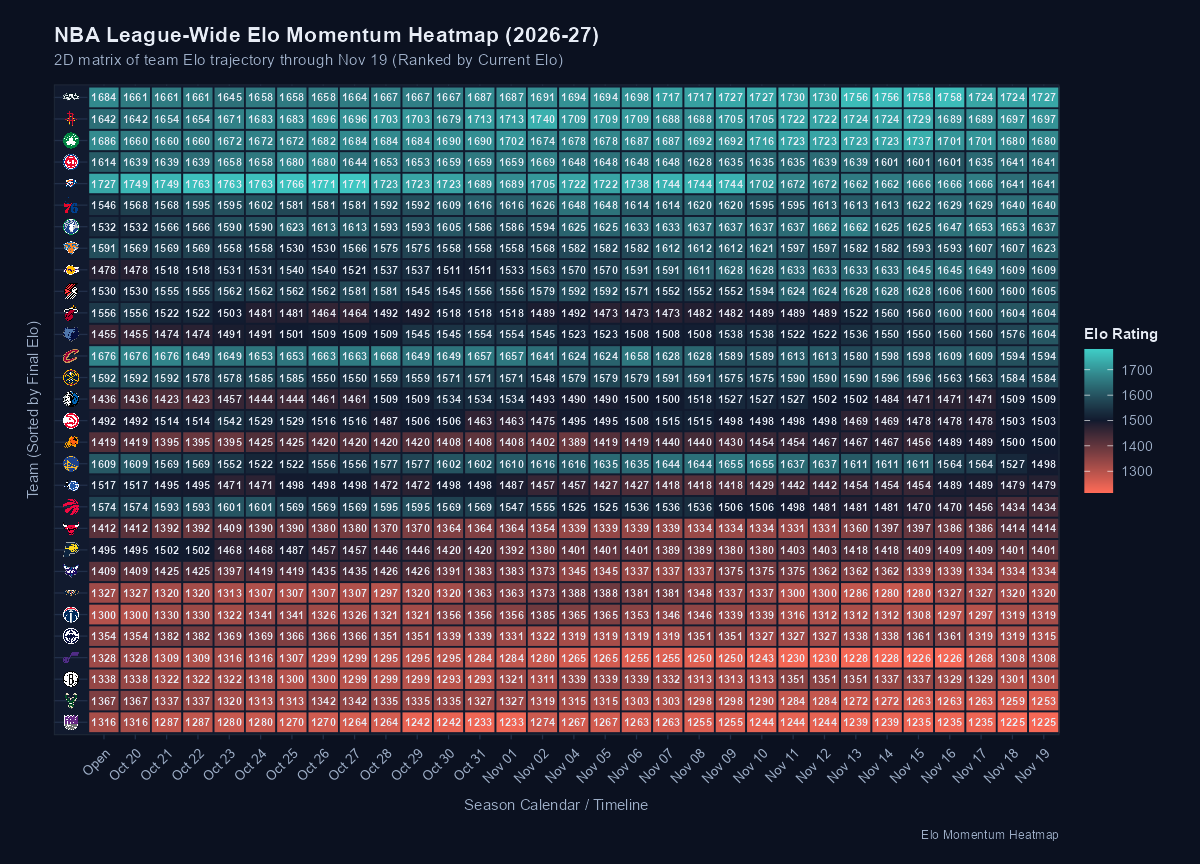 NBA League-Wide Elo Momentum Heatmap (2026-27)
2D matrix of team Elo trajectory through Nov 19 (Ranked by Current Elo)
1684 1661 1661 1661 1645 1658 1658 1658 1664 1667 1667 1667 1687 1687 1691 1694 1694 1698 1717 1717 1727 1727 1730 1730 1756 1756 1758 1758 1724 1724 1727
1642 1642 1654 1654 1671 1683 1683 1696 1696 1703 1703 1679 1713 1713 1740 1709 1709 1709 1688 1688 1705 1705 1722 1722 1724 1724 1729 1689 1689 1697 1697
1686 1660 1660 1660 1672 1672 1672 1682 1684 1684 1684 1690 1690 1702 1674 1678 1678 1687 1687 1692 1692 1716 1723 1723 1723 1723 1737 1701 1701 1680 1680
1614 1639 1639 1639 1658 1658 1680 1680 1644 1653 1653 1659 1659 1659 1669 1648 1648 1648 1648 1628 1635 1635 1635 1639 1639 1601 1601 1601 1635 1641 1641
1727 1749 1749 1763 1763 1763 1766 1771 1771 1723 1723 1723 1689 1689 1705 1722 1722 1738 1744 1744 1744 1702 1672 1672 1662 1662 1666 1666 1666 1641 1641
1546 1568 1568 1595 1595 1602 1581 1581 1581 1592 1592 1609 1616 1616 1626 1648 1648 1614 1614 1620 1620 1595 1595 1613 1613 1613 1622 1629 1629 1640 1640
1532 1532 1566 1566 1590 1590 1623 1613 1613 1593 1593 1605 1586 1586 1594 1625 1625 1633 1633 1637 1637 1637 1637 1662 1662 1625 1625 1647 1653 1653 1637
1591 1569 1569 1569 1558 1558 1530 1530 1566 1575 1575 1558 1558 1558 1568 1582 1582 1582 1612 1612 1612 1621 1597 1597 1582 1582 1593 1593 1607 1607 1623
1478 1478 1518 1518 1531 1531 1540 1540 1521 1537 1537 1511 1511 1533 1563 1570 1570 1591 1591 1611 1628 1628 1633 1633 1633 1633 1645 1645 1649 1609 1609
1530 1530 1555 1555 1562 1562 1562 1562 1581 1581 1545 1545 1556 1556 1579 1592 1592 1571 1552 1552 1552 1594 1624 1624 1628 1628 1628 1606 1600 1600 1605
1556 1556 1522 1522 1503 1481 1481 1464 1464 1492 1492 1518 1518 1518 1489 1492 1473 1473 1473 1482 1482 1489 1489 1489 1522 1560 1560 1600 1600 1604 1604
1455 1455 1474 1474 1491 1491 1501 1509 1509 1509 1545 1545 1554 1554 1545 1523 1523 1508 1508 1508 1538 1538 1522 1522 1536 1550 1550 1560 1560 1576 1604
1676 1676 1676 1649 1649 1653 1653 1663 1663 1668 1649 1649 1657 1657 1641 1624 1624 1658 1628 1628 1589 1589 1613 1613 1580 1598 1598 1609 1609 1594 1594
1592 1592 1592 1578 1578 1585 1585 1550 1550 1559 1559 1571 1571 1571 1548 1579 1579 1579 1591 1591 1575 1575 1590 1590 1590 1596 1596 1563 1563 1584 1584
1436 1436 1423 1423 1457 1444 1444 1461 1461 1509 1509 1534 1534 1534 1493 1490 1490 1500 1500 1518 1527 1527 1527 1502 1502 1484 1471 1471 1471 1509 1509
1492 1492 1514 1514 1542 1529 1529 1516 1516 1487 1506 1506 1463 1463 1475 1495 1495 1508 1515 1515 1498 1498 1498 1498 1469 1469 1478 1478 1478 1503 1503
1419 1419 1395 1395 1395 1425 1425 1420 1420 1420 1420 1408 1408 1408 1402 1389 1419 1419 1440 1440 1430 1454 1454 1467 1467 1467 1456 1489 1489 1500 1500
1609 1609 1569 1569 1552 1522 1522 1556 1556 1577 1577 1602 1602 1610 1616 1616 1635 1635 1644 1644 1655 1655 1637 1637 1611 1611 1611 1564 1564 1527 1498
1517 1517 1495 1495 1471 1471 1498 1498 1498 1472 1472 1498 1498 1487 1457 1457 1427 1427 1418 1418 1418 1429 1442 1442 1454 1454 1454 1489 1489 1479 1479
1574 1574 1593 1593 1601 1601 1569 1569 1569 1595 1595 1569 1569 1547 1555 1525 1525 1536 1536 1536 1506 1506 1498 1481 1481 1481 1470 1470 1456 1434 1434
1412 1412 1392 1392 1409 1390 1390 1380 1380 1370 1370 1364 1364 1364 1354 1339 1339 1339 1339 1334 1334 1334 1331 1331 1360 1397 1397 1386 1386 1414 1414
1495 1495 1502 1502 1468 1468 1487 1457 1457 1446 1446 1420 1420 1392 1380 1401 1401 1401 1389 1389 1380 1380 1403 1403 1418 1418 1409 1409 1409 1401 1401
1409 1409 1425 1425 1397 1419 1419 1435 1435 1426 1426 1391 1383 1383 1373 1345 1345 1337 1337 1337 1375 1375 1375 1362 1362 1362 1339 1339 1334 1334 1334
1327 1327 1320 1320 1313 1307 1307 1307 1307 1297 1320 1320 1363 1363 1373 1388 1388 1381 1381 1348 1337 1337 1300 1300 1286 1280 1280 1327 1327 1320 1320
1300 1300 1330 1330 1322 1341 1341 1326 1326 1321 1321 1356 1356 1356 1385 1365 1365 1353 1346 1346 1339 1339 1316 1312 1312 1312 1308 1297 1297 1319 1319
1354 1354 1382 1382 1369 1369 1366 1366 1366 1351 1351 1339 1339 1331 1322 1319 1319 1319 1319 1351 1351 1327 1327 1327 1338 1338 1361 1361 1319 1319 1315
1328 1328 1309 1309 1316 1316 1307 1299 1299 1295 1295 1295 1284 1284 1280 1265 1265 1255 1255 1250 1250 1243 1230 1230 1228 1228 1226 1226 1268 1308 1308
1338 1338 1322 1322 1322 1318 1300 1300 1299 1299 1293 1293 1321 1311 1339 1339 1339 1332 1332 1313 1313 1313 1313 1351 1351 1337 1337 1329 1329 1301 1301
1367 1367 1337 1337 1320 1313 1313 1342 1342 1335 1335 1327 1327 1327 1319 1315 1315 1303 1303 1298 1298 1290 1284 1284 1272 1272 1263 1263 1263 1259 1253
1316 1316 1287 1287 1280 1280 1270 1270 1264 1264 1242 1242 1233 1233 1274 1267 1267 1263 1263 1255 1255 1244 1244 1244 1239 1239 1235 1235 1235 1225 1225
Open Oct 20 Oct 21 Oct 22 Oct 23 Oct 24 Oct 25 Oct 26 Oct 27 Oct 28 Oct 29 Oct 30 Oct 31 Nov 01 Nov 02 Nov 04 Nov 05 Nov 06 Nov 07 Nov 08 Nov 09 Nov 10 Nov 11 Nov 12 Nov 13 Nov 14 Nov 15 Nov 16 Nov 17 Nov 18 Nov 19
Season Calendar / Timeline
Team (Sorted by Final Elo)
Elo Rating
1700
1600
1500
1400
1300
Elo Momentum Heatmap